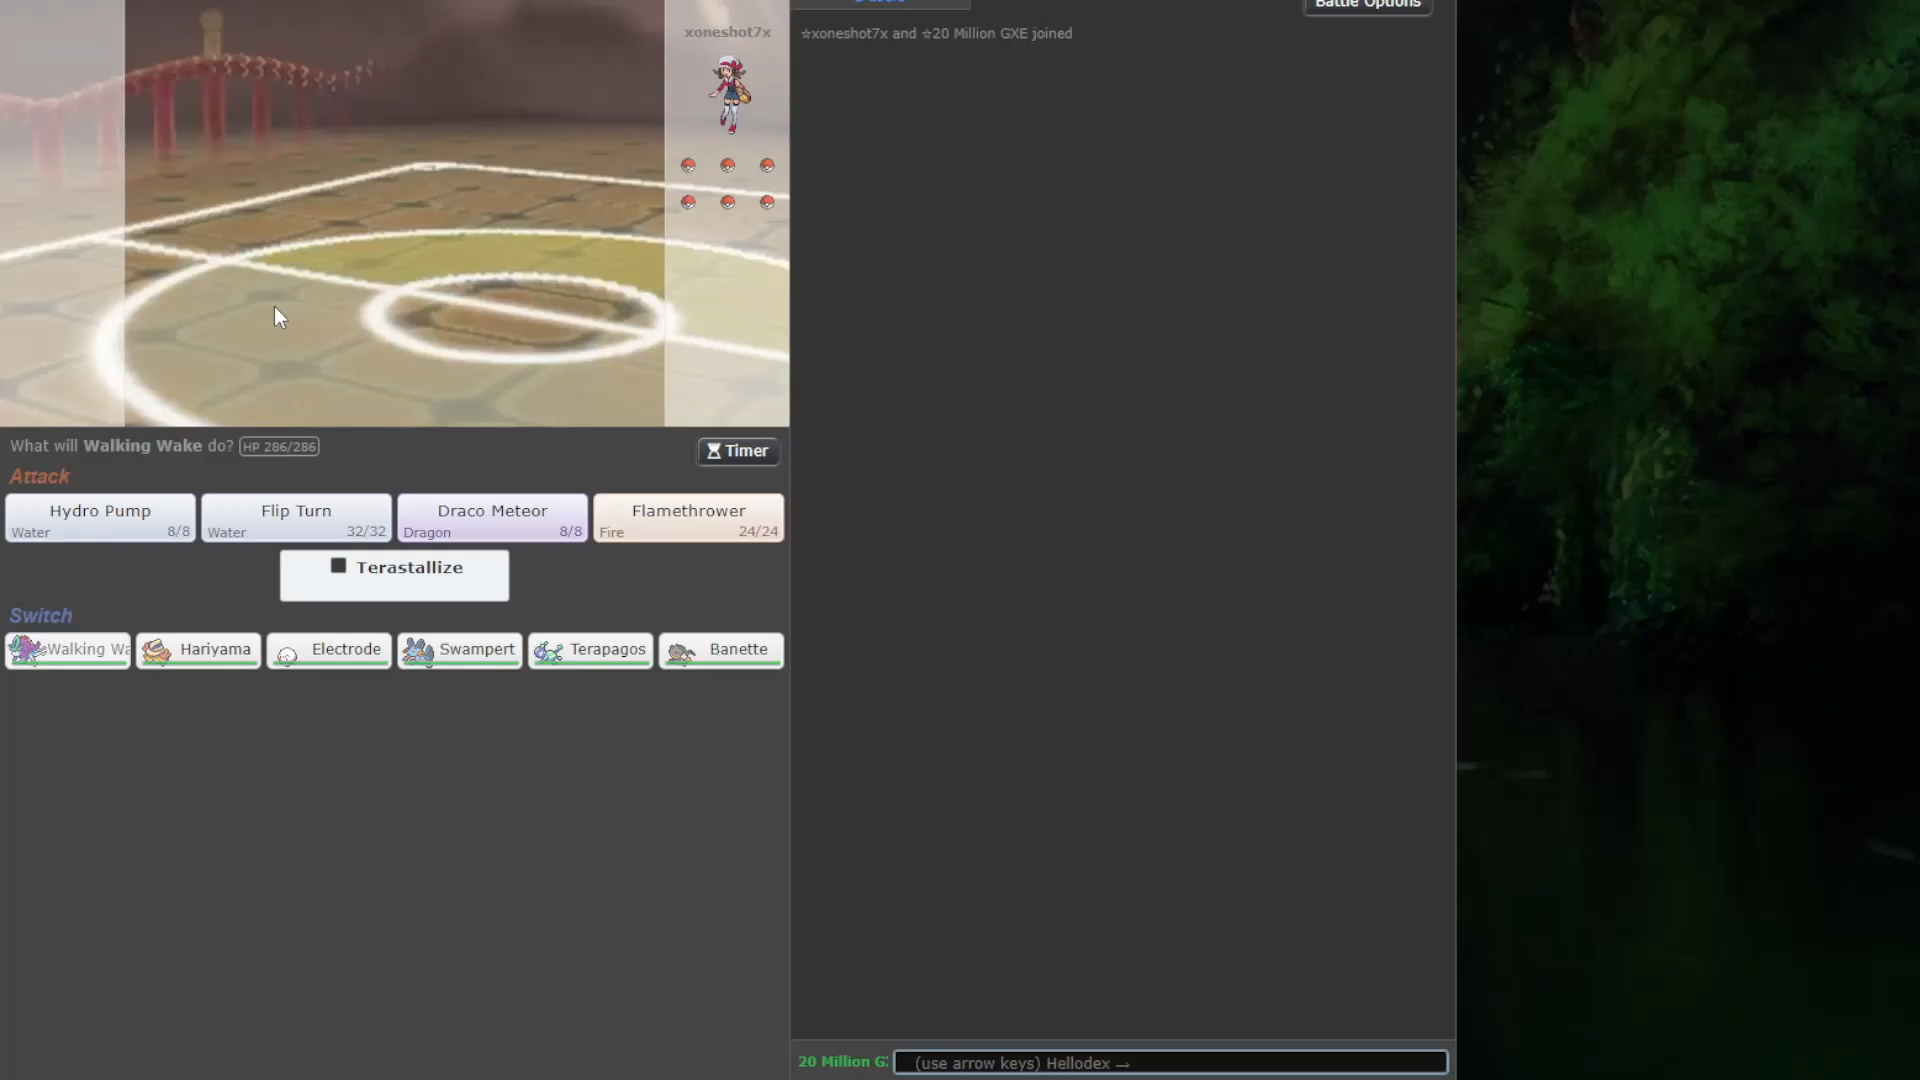 Battle Options
xoneshot7x
☆xoneshot7x and ☆20 Million GXE joined
What will Walking Wake do? HP 286/286
Timer
Attack
Hydro Pump
Water 8/8
Flip Turn
Water 32/32
Draco Meteor
Dragon 8/8
Flamethrower
Fire 24/24
Terastallize
Switch
Walking Wa
Hariyama
Electrode
Swampert
Terapagos
Banette
20 Million G
(use arrow keys) Hellodex →